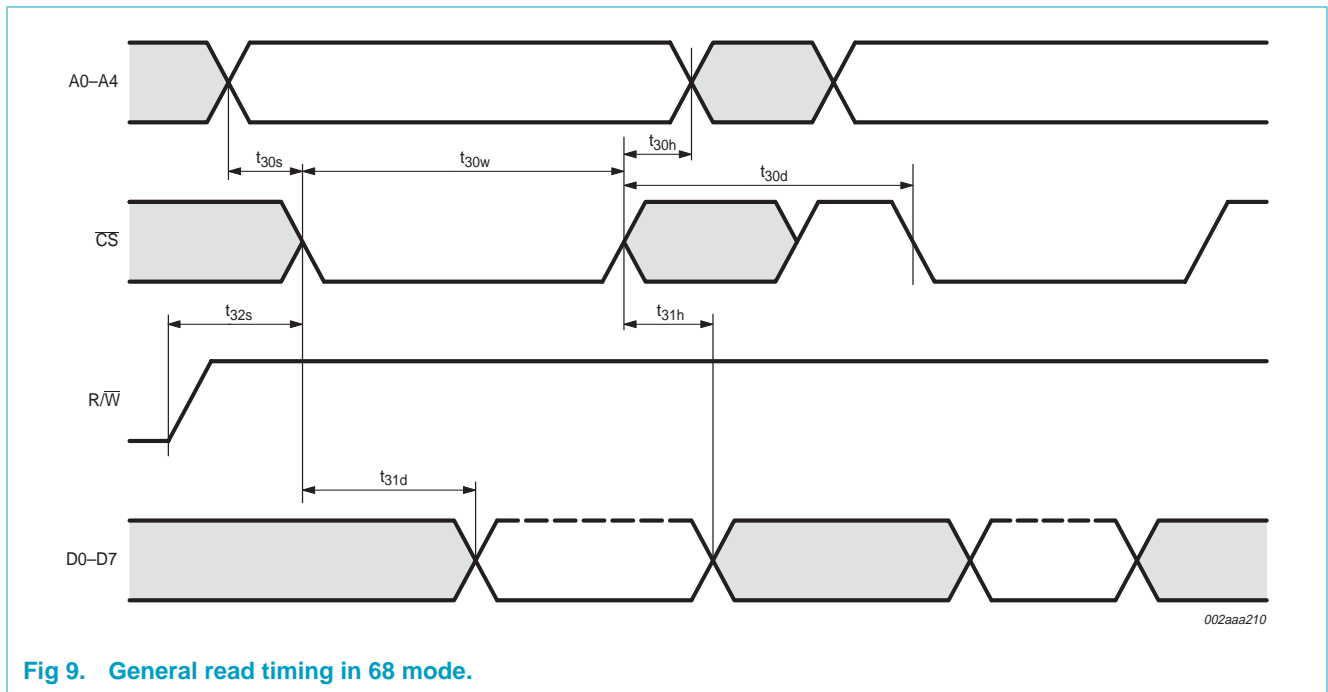 A0–A4
t30s
t30w
t30h
t30d
CS
t32s
t31h
R/W
t31d
D0–D7
002aaa210
Fig 9. General read timing in 68 mode.